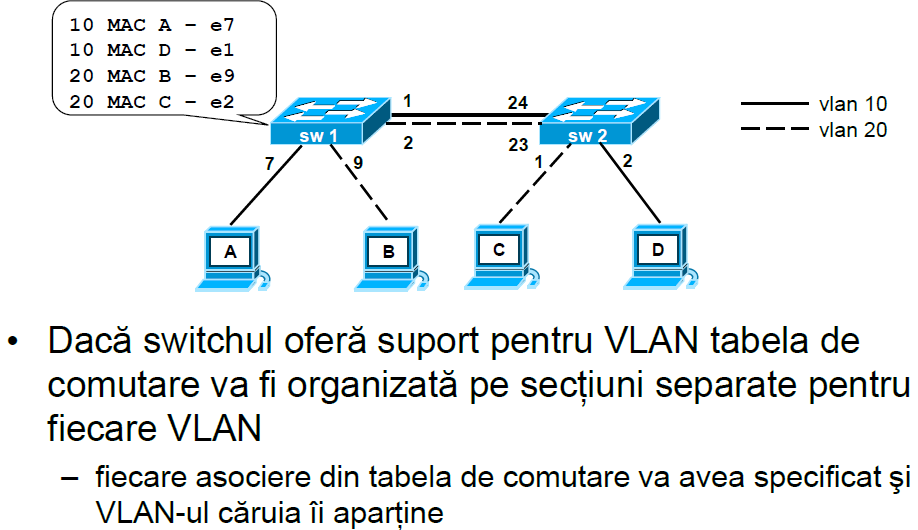 10 MAC A – e7
10 MAC D – e1
20 MAC B – e9
20 MAC C – e2
1
24
vlan 10
sw 1
sw 2
vlan 20
2
23
7
9
1
2
A
B
C
D
• Dacă switchul oferă suport pentru VLAN tabela de
comutare va fi organizată pe secțiuni separate pentru
fiecare VLAN
– fiecare asociere din tabela de comutare va avea specificat şi
VLAN-ul căruia îi aparține